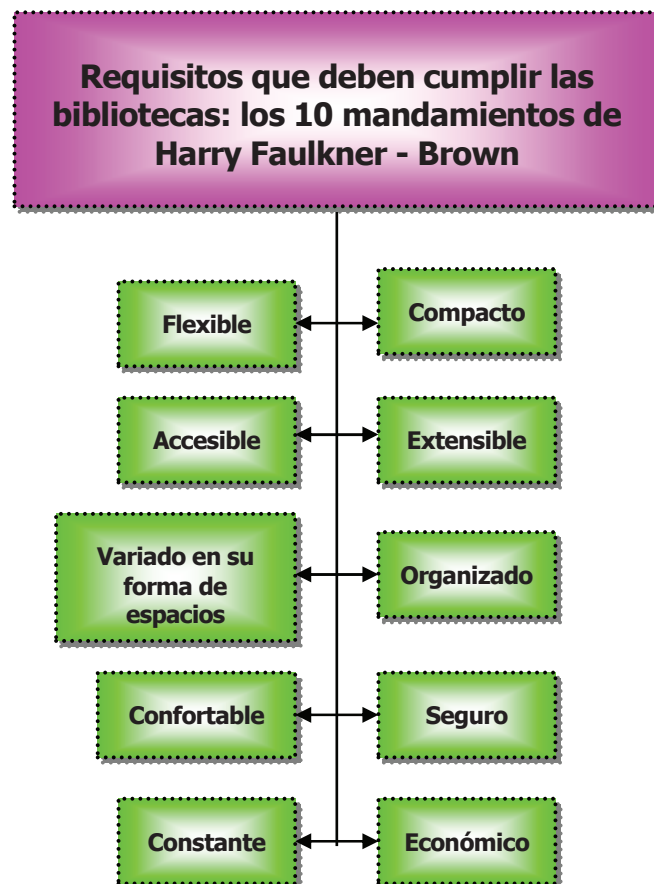 Requisitos que deben cumplir las
bibliotecas: los 10 mandamientos de
Harry Faulkner - Brown
Flexible
Compacto
Accesible
Extensible
Variado en su
forma de
espacios
Organizado
Confortable
Seguro
Constante
Económico